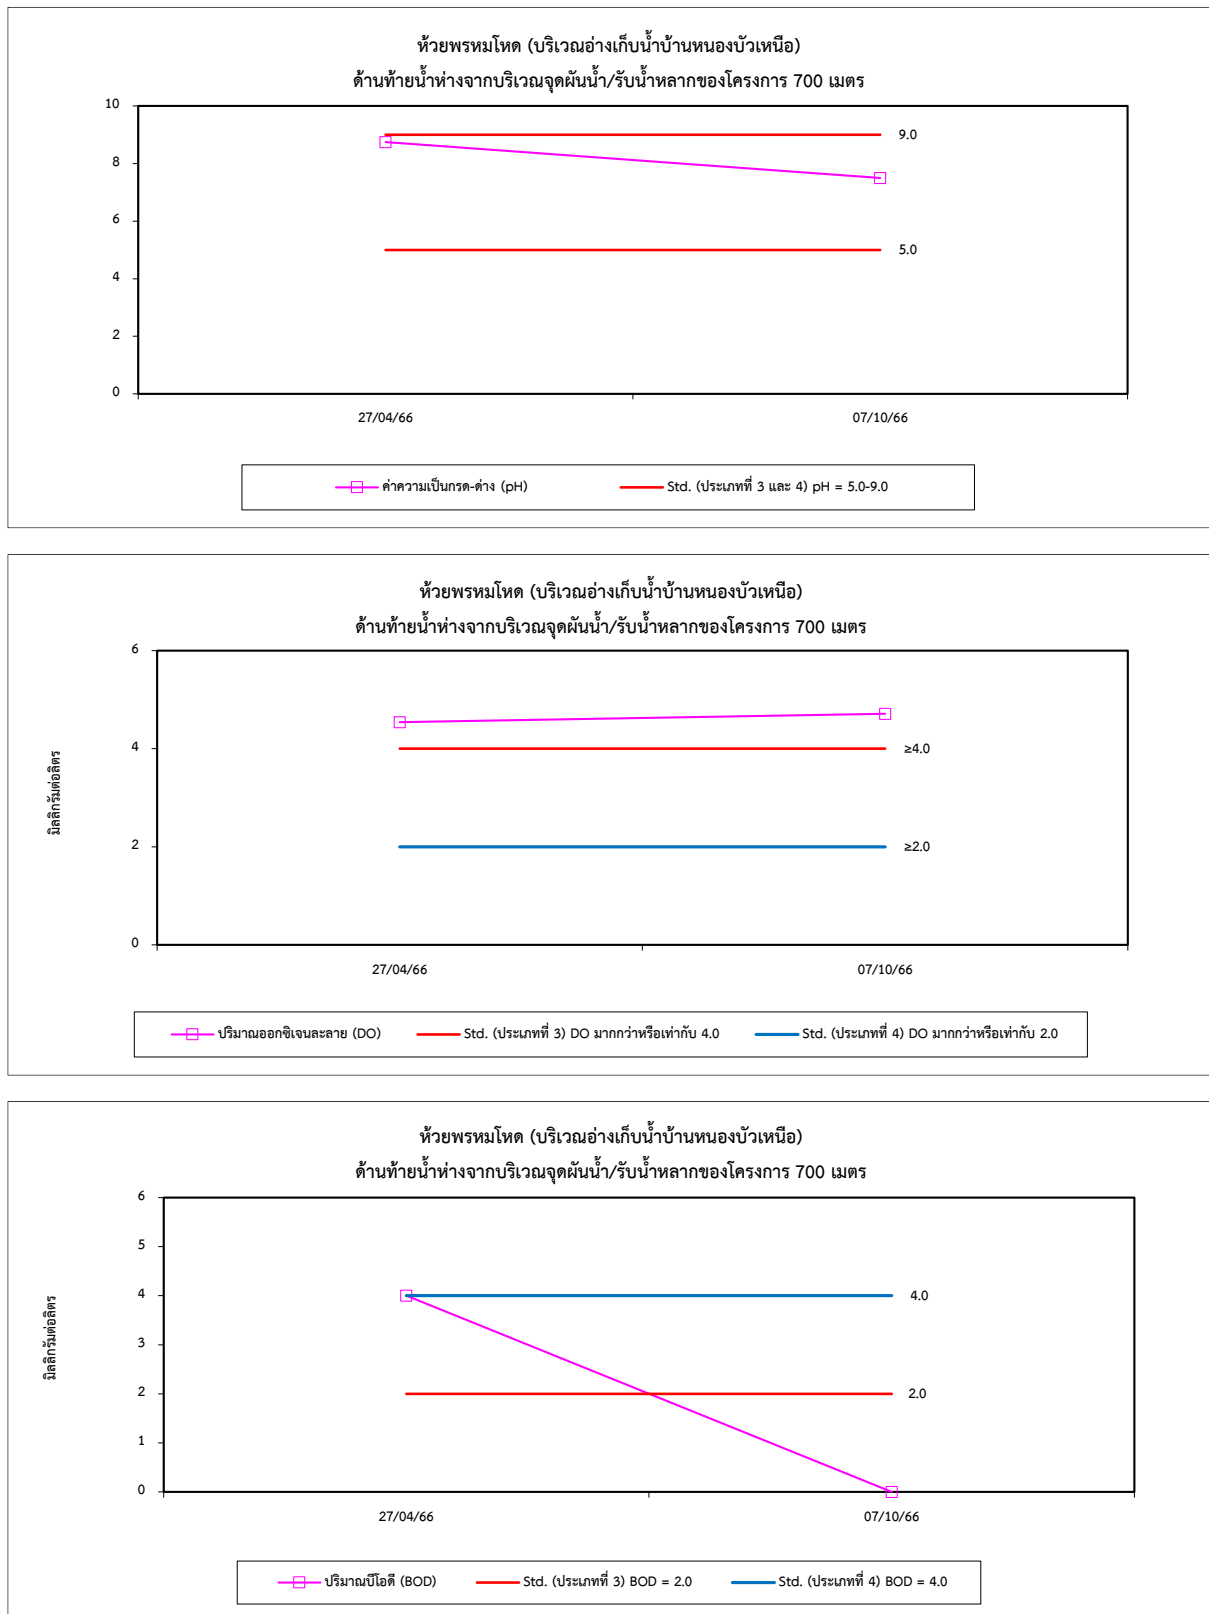 ห้วยพรหมโหด (บริเวณอ่างเก็บน้ำบ้านหนองบัวเหนือ)
ด้านท้ายน้ำห่างจากบริเวณจุดผันน้ำ/รับน้ำหลากของโครงการ 700 เมตร
10
9.0
8
6
5.0
4
2
0
27/04/66 07/10/66
ค่าความเป็นกรด-ด่าง (pH) Std. (ประเภทที่ 3 และ 4) pH = 5.0-9.0
ห้วยพรหมโหด (บริเวณอ่างเก็บน้ำบ้านหนองบัวเหนือ)
ด้านท้ายน้ำห่างจากบริเวณจุดผันน้ำ/รับน้ำหลากของโครงการ 700 เมตร
มิลลิกรัมต่อลิตร
6
4 ≥4.0
2 ≥2.0
0
27/04/66 07/10/66
ปริมาณออกซิเจนละลาย (DO) Std. (ประเภทที่ 3) DO มากกว่าหรือเท่ากับ 4.0 Std. (ประเภทที่ 4) DO มากกว่าหรือเท่ากับ 2.0
ห้วยพรหมโหด (บริเวณอ่างเก็บน้ำบ้านหนองบัวเหนือ)
ด้านท้ายน้ำห่างจากบริเวณจุดผันน้ำ/รับน้ำหลากของโครงการ 700 เมตร
มิลลิกรัมต่อลิตร
6
5
4 4.0
3
2 2.0
1
0
27/04/66 07/10/66
ปริมาณบีโอดี (BOD) Std. (ประเภทที่ 3) BOD = 2.0 Std. (ประเภทที่ 4) BOD = 4.0